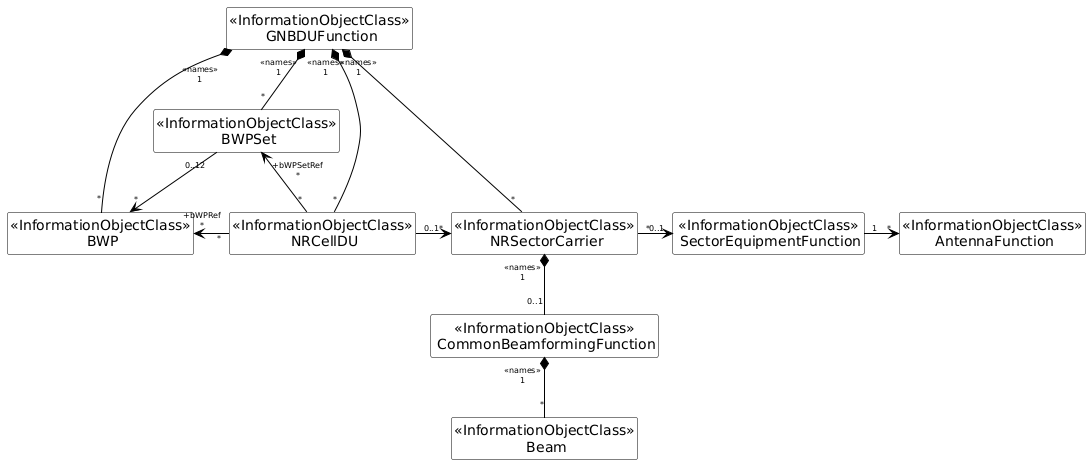 «InformationObjectClass»
GNBDUFunction
«names»
1
«names»
1
«names»
1
«names»
1
*
«InformationObjectClass»
BWPSet
0..12
+bWPSetRef
*
*
*
*
*
*
+bWPRef
*
*
«InformationObjectClass»
BWP
«InformationObjectClass»
NRCellDU
0..1
*
«InformationObjectClass»
NRSectorCarrier
*
0..1
«InformationObjectClass»
SectorEquipmentFunction
1
*
«InformationObjectClass»
AntennaFunction
«names»
1
0..1
«InformationObjectClass»
CommonBeamformingFunction
«names»
1
*
«InformationObjectClass»
Beam